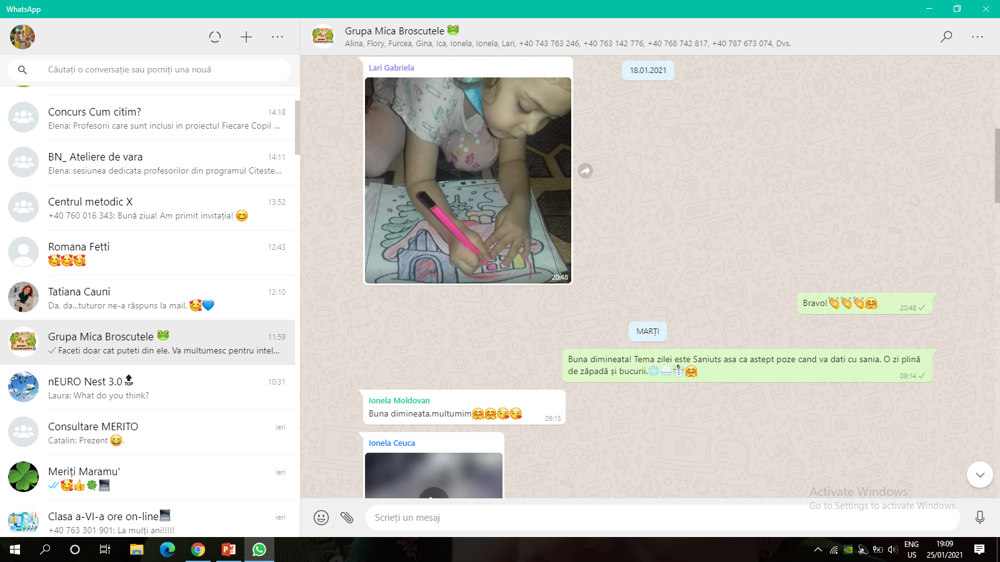 WhatsApp
Căutați o conversație sau porniți una nouă
Concurs Cum citim?
14:18
Elena: Profesorii care sunt inclusi in proiectul Fiecare Copil ...
BN_ Ateliere de vara
14:11
Elena: sesiunea dedicata profesorilor din programul Citeste...
Centrul metodic X
13:52
+40 760 016 343: Bună ziua! Am primit invitația! 😊
Romana Fetti
12:43
🥰🥰🥰
Tatiana Cauni
12:10
Da, da...tuturor ne-a răspuns la mail. 🥰💙
Grupa Mica Broscutele 🐸
11:59
Faceti doar cat puteti din ele. Va multumesc pentru intel...
nEURO Nest 3.0🔝
10:31
Laura: What do you think?
Consultare MERITO
ieri
Catalin: Prezent 😄.
Meriți Maramu'
ieri
🥰👍🍀💻
Clasa a-VI-a ore on-line💻
ieri
+40 763 301 901: La mulți ani!!!!!
Grupa Mica Broscutele 🐸
Alina, Flory, Furcea, Gina, Ica, Ionela, Ionela, Lari, +40 743 763 246, +40 763 142 776, +40 768 742 817, +40 787 673 074, Dvs.
18.01.2021
Lari Gabriela
20:48
Bravo!👏👏👏🤗
20:48
MARȚI
Buna dimineata! Tema zilei este Saniuts asa ca astept poze cand va dati cu sania. O zi plină
de zăpadă și bucurii.❄️🌨️☃️🤗
09:14
Ionela Moldovan
Buna dimineata,multumim🤗🤗😘😘
09:15
Ionela Ceuca
Activate Windows
Go to Settings to activate Windows.
Scrieți un mesaj
ENG
US
19:09
25/01/2021